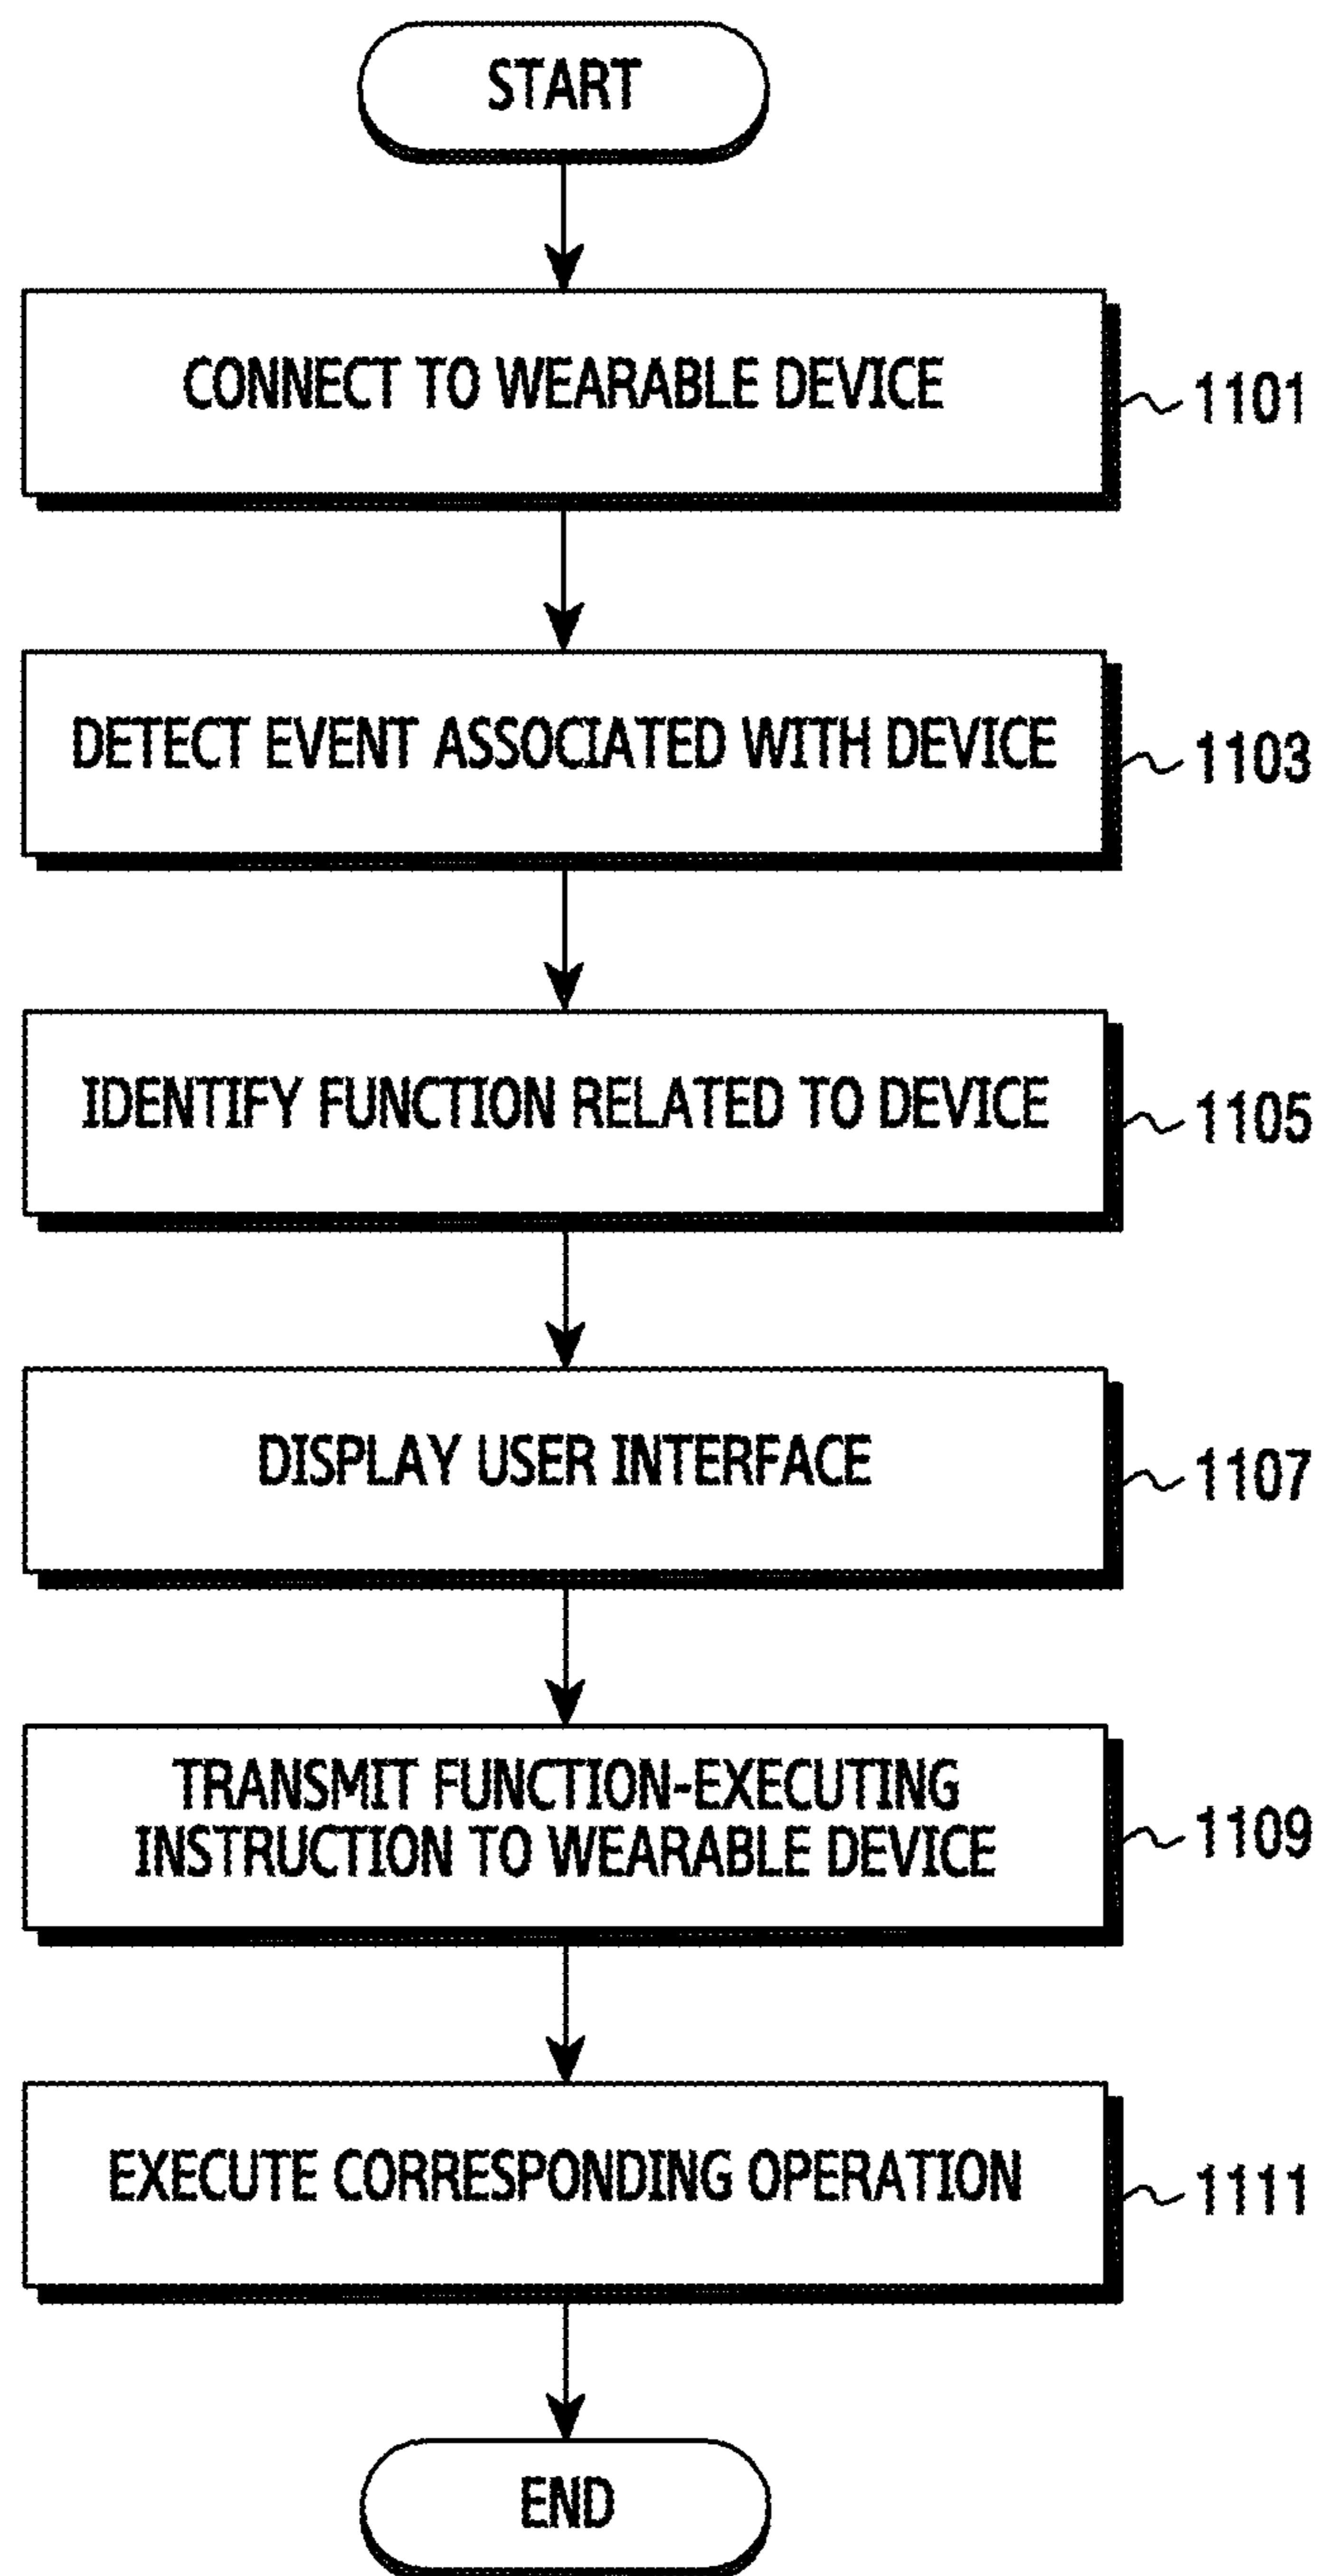 START
CONNECT TO WEARABLE DEVICE
1101
DETECT EVENT ASSOCIATED WITH DEVICE
1103
IDENTIFY FUNCTION RELATED TO DEVICE
1105
DISPLAY USER INTERFACE
1107
TRANSMIT FUNCTION-EXECUTING
INSTRUCTION TO WEARABLE DEVICE
1109
EXECUTE CORRESPONDING OPERATION
1111
END